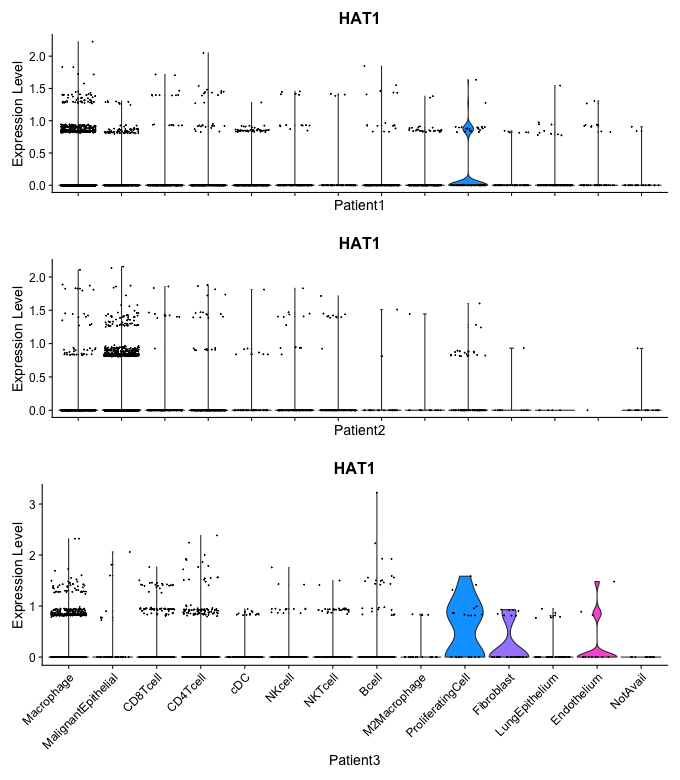 HAT1
Expression Level
2.0
1.5
1.0
0.5
0.0
Patient1
HAT1
Expression Level
2.0
1.5
1.0
0.5
0.0
Patient2
HAT1
Expression Level
3
2
1
0
Macrophage
MalignantEpithelial
CD8Tcell
CD4Tcell
cDC
NKcell
NKTcell
Bcell
M2Macrophage
ProliferatingCell
Fibroblast
LungEpithelium
Endothelium
NotAvail
Patient3